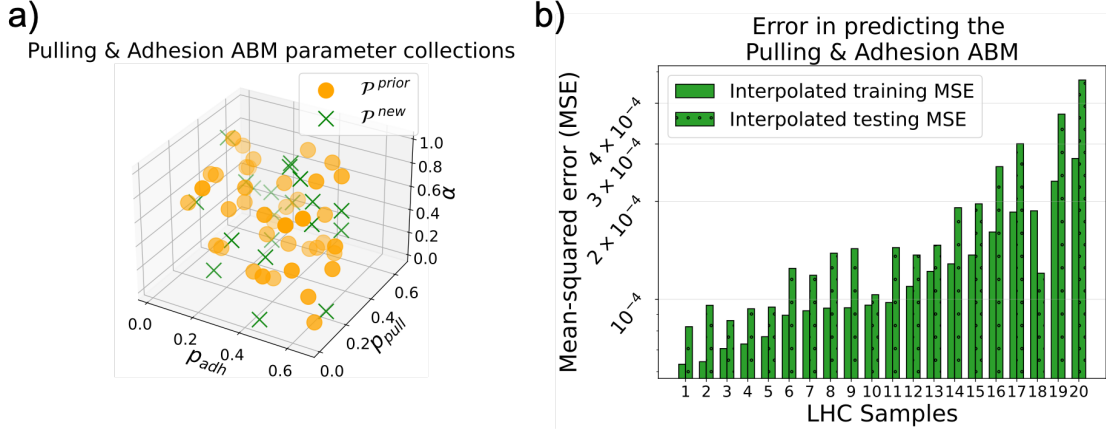 a)
Pulling & Adhesion ABM parameter collections
𝒫^prior
𝒫^new
1.0
0.8
0.6
0.4
0.2
0.0
α
0.0
0.2
0.4
0.6
p_adh
0.0
0.2
0.4
0.6
p_pull
b)
Error in predicting the
Pulling & Adhesion ABM
Interpolated training MSE
Interpolated testing MSE
Mean-squared error (MSE)
4 × 10⁻⁴
3 × 10⁻⁴
2 × 10⁻⁴
10⁻⁴
1 2 3 4 5 6 7 8 9 10 11 12 13 14 15 16 17 18 19 20
LHC Samples